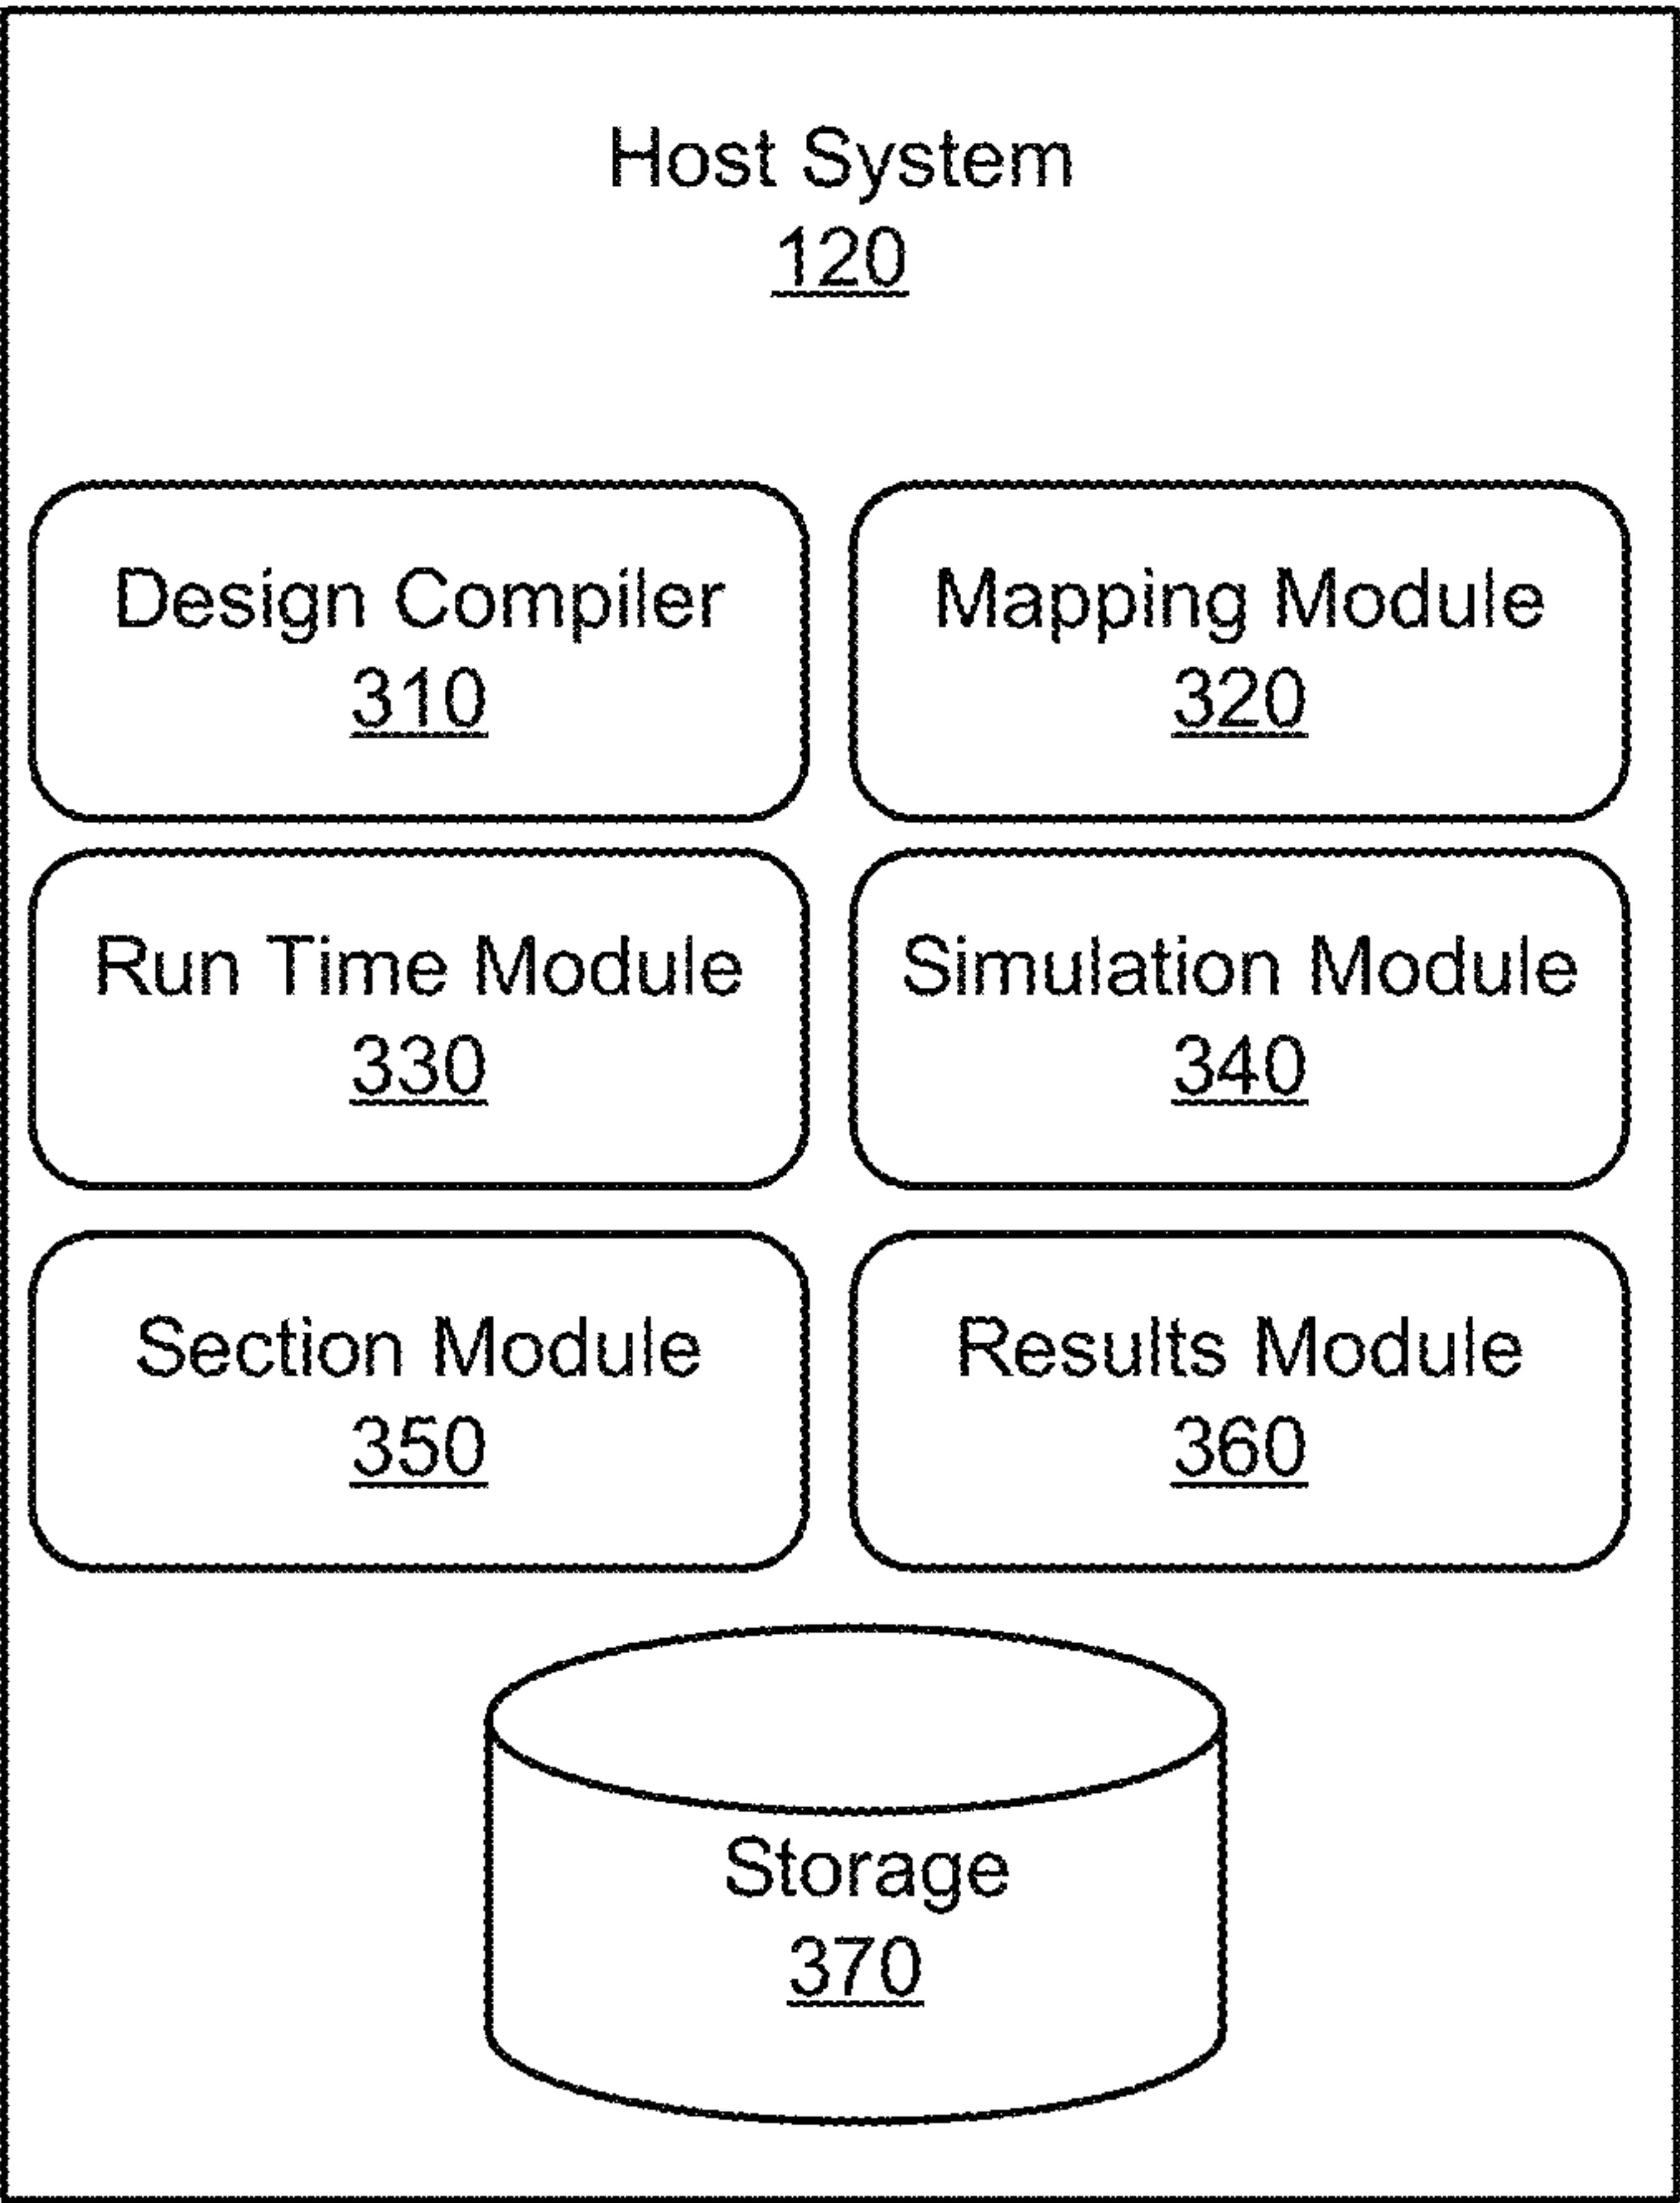 Host System
120
Design Compiler
310
Mapping Module
320
Run Time Module
330
Simulation Module
340
Section Module
350
Results Module
360
Storage
370